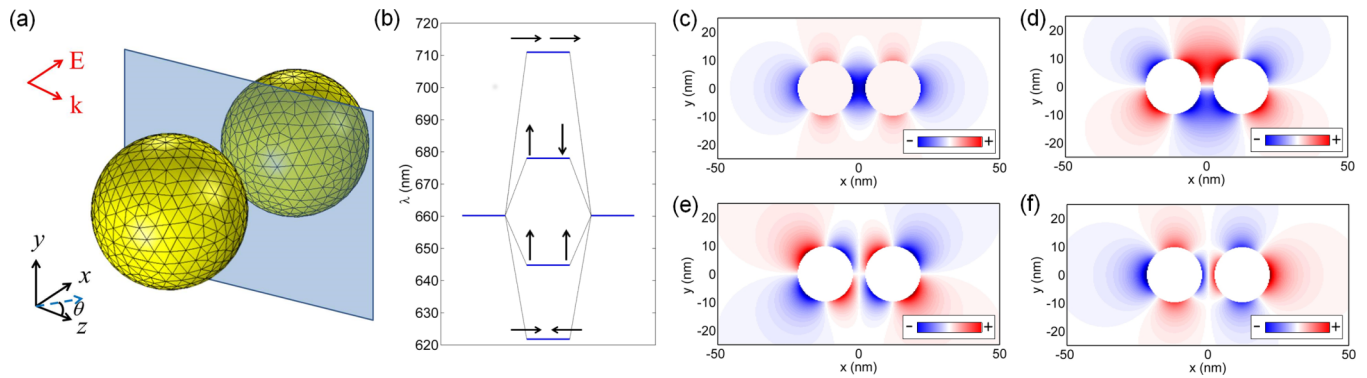 (a)
E
k
y
x
θ
z
(b)
λ (nm)
720
710
700
690
680
670
660
650
640
630
620
(c)
y (nm)
20
10
0
-10
-20
- +
-50 0 50
x (nm)
(d)
y (nm)
20
10
0
-10
-20
- +
-50 0 50
x (nm)
(e)
y (nm)
20
10
0
-10
-20
- +
-50 0 50
x (nm)
(f)
y (nm)
20
10
0
-10
-20
- +
-50 0 50
x (nm)